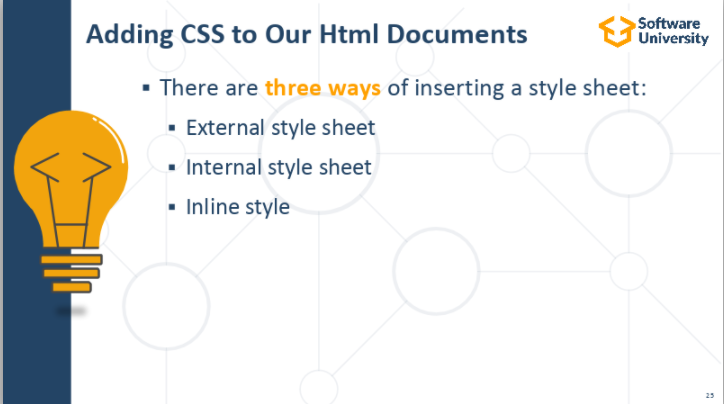 Adding CSS to Our Html Documents
Software
University
▪ There are three ways of inserting a style sheet:
▪ External style sheet
▪ Internal style sheet
▪ Inline style
25